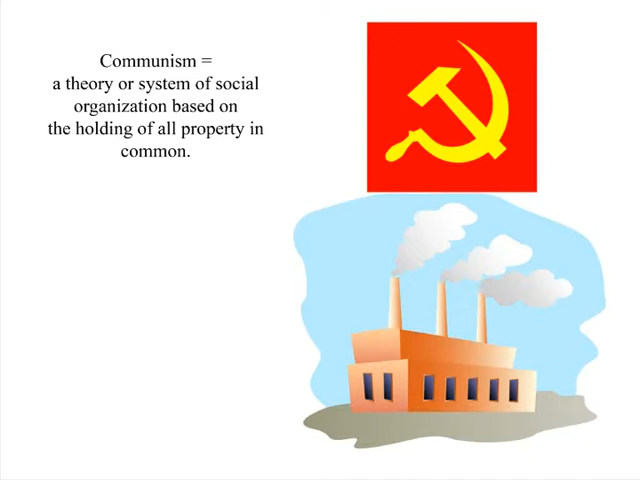 Communism =
a theory or system of social
organization based on
the holding of all property in
common.